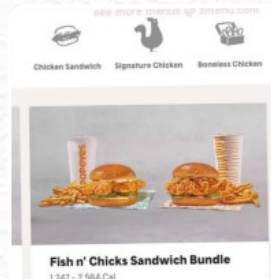 see more menus @ zmenu.com
Chicken Sandwich
Signature Chicken
Boneless Chicken
Fish n' Chicks Sandwich Bundle
1,247 - 2,564 Cal